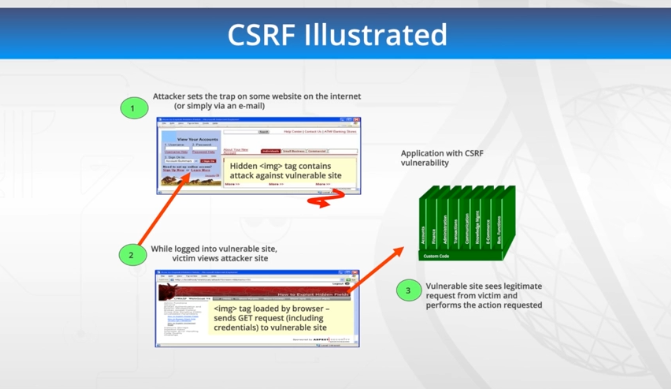 CSRF Illustrated
1
Attacker sets the trap on some website on the internet
(or simply via an e-mail)
View Your Accounts
Hidden <img> tag contains
attack against vulnerable site
2
While logged into vulnerable site,
victim views attacker site
<img> tag loaded by browser –
sends GET request (including
credentials) to vulnerable site
Application with CSRF
vulnerability
Accounts
Finance
Administration
Transactions
Communication
Knowledge Mgmt
E-Commerce
Bus. Functions
Custom Code
3
Vulnerable site sees legitimate
request from victim and
performs the action requested